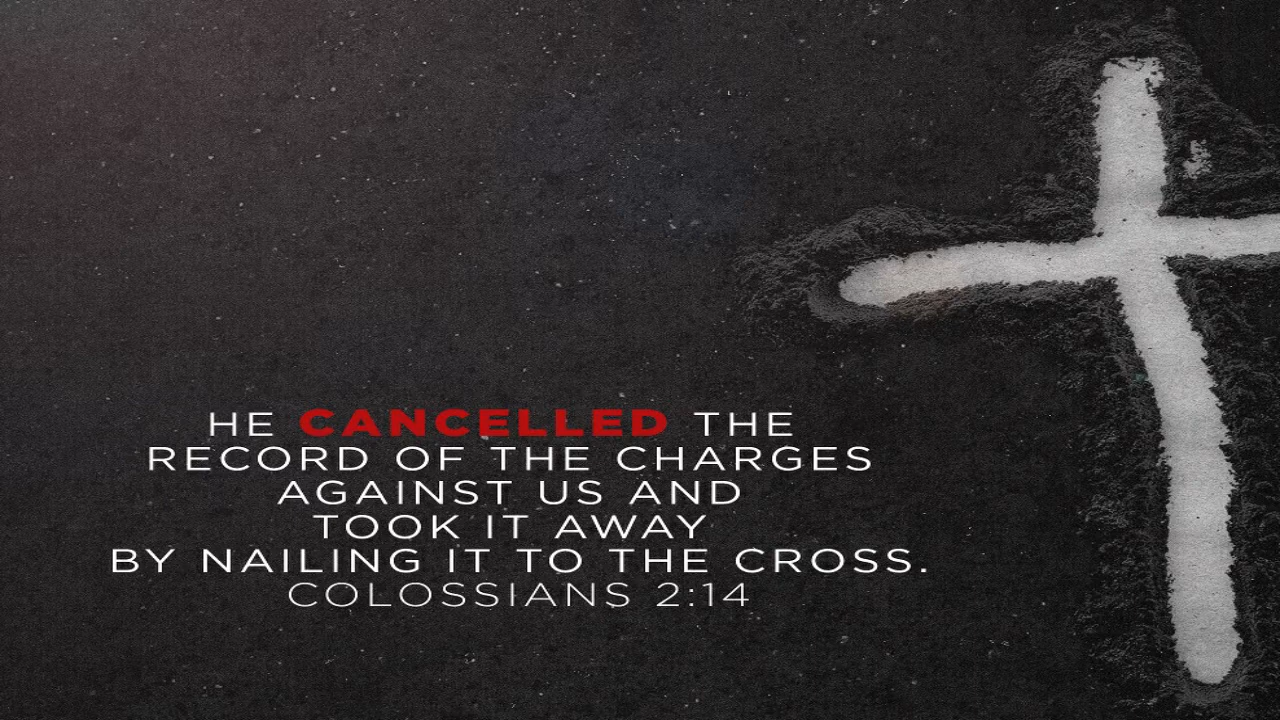 HE CANCELLED THE
RECORD OF THE CHARGES
AGAINST US AND
TOOK IT AWAY
BY NAILING IT TO THE CROSS.
COLOSSIANS 2:14